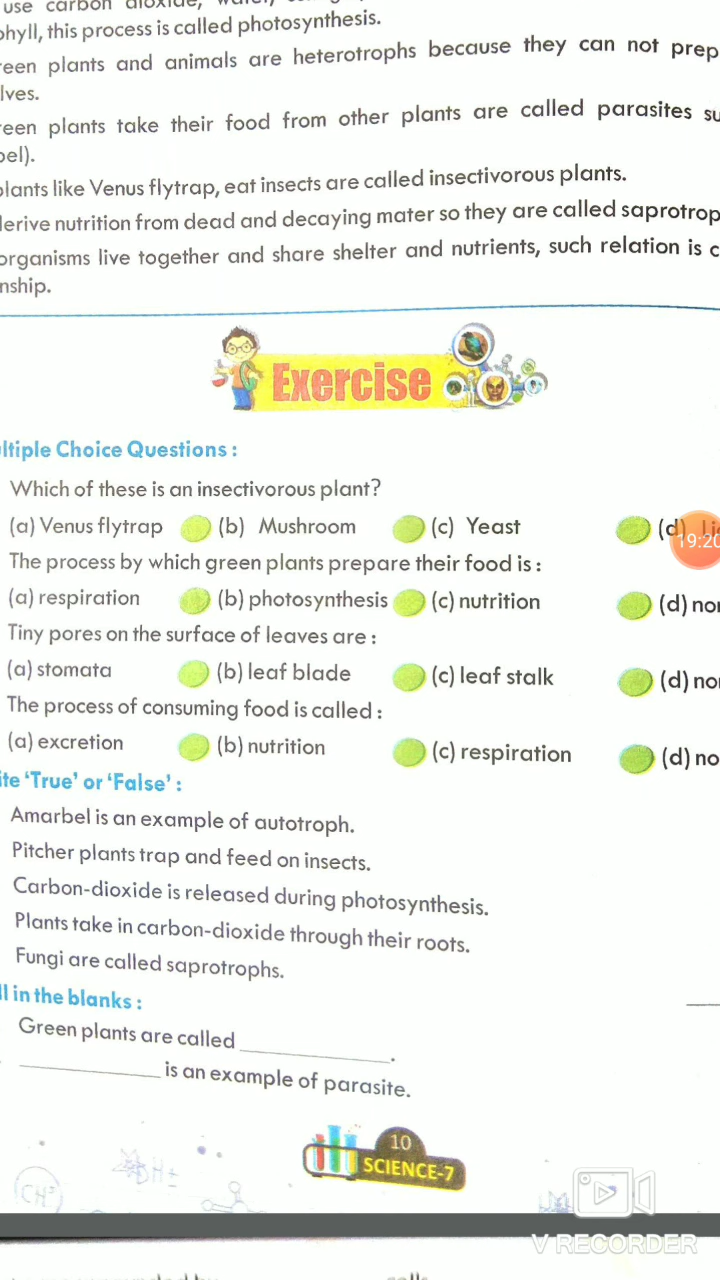 use carbon dioxide,
phyll, this process is called photosynthesis.
reen plants and animals are heterotrophs because they can not prep
lves.
reen plants take their food from other plants are called parasites su
bel).
plants like Venus flytrap, eat insects are called insectivorous plants.
derive nutrition from dead and decaying mater so they are called saprotrop
organisms live together and share shelter and nutrients, such relation is c
nship.
Exercise
ltiple Choice Questions :
Which of these is an insectivorous plant?
(a) Venus flytrap (b) Mushroom (c) Yeast (d) Li
19:20
The process by which green plants prepare their food is :
(a) respiration (b) photosynthesis (c) nutrition (d) non
Tiny pores on the surface of leaves are :
(a) stomata (b) leaf blade (c) leaf stalk (d) no
The process of consuming food is called :
(a) excretion (b) nutrition (c) respiration (d) no
ite 'True' or 'False' :
Amarbel is an example of autotroph.
Pitcher plants trap and feed on insects.
Carbon-dioxide is released during photosynthesis.
Plants take in carbon-dioxide through their roots.
Fungi are called saprotrophs.
ll in the blanks :
Green plants are called ____________.
____________ is an example of parasite.
10
SCIENCE-7
CH³
V RECORDER